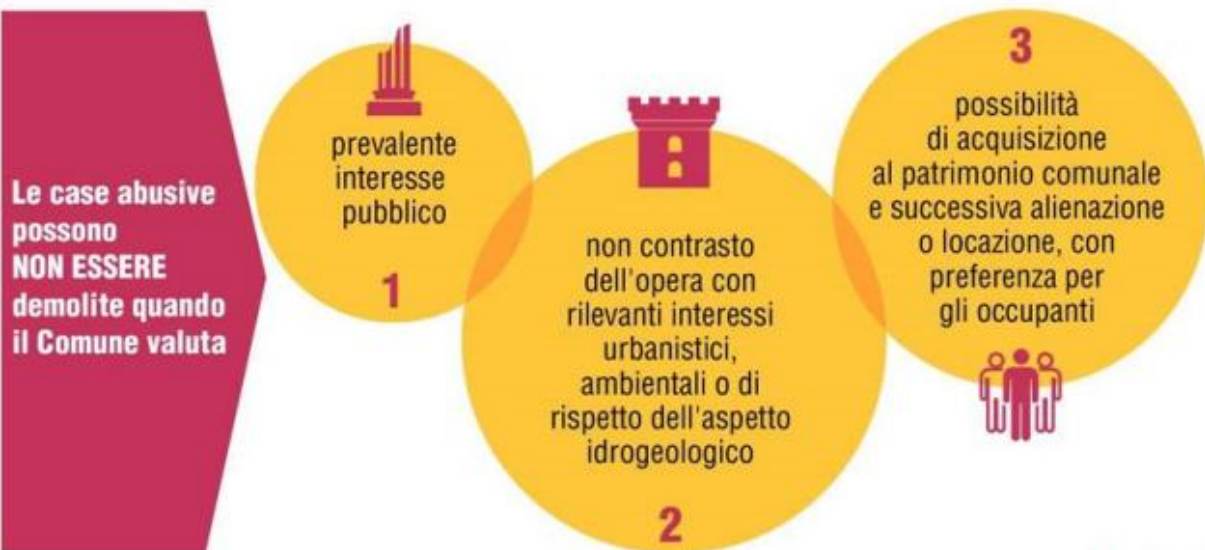 Le case abusive
possono
NON ESSERE
demolite quando
il Comune valuta
prevalente
interesse
pubblico
1
non contrasto
dell'opera con
rilevanti interessi
urbanistici,
ambientali o di
rispetto dell'aspetto
idrogeologico
2
3
possibilità
di acquisizione
al patrimonio comunale
e successiva alienazione
o locazione, con
preferenza per
gli occupanti